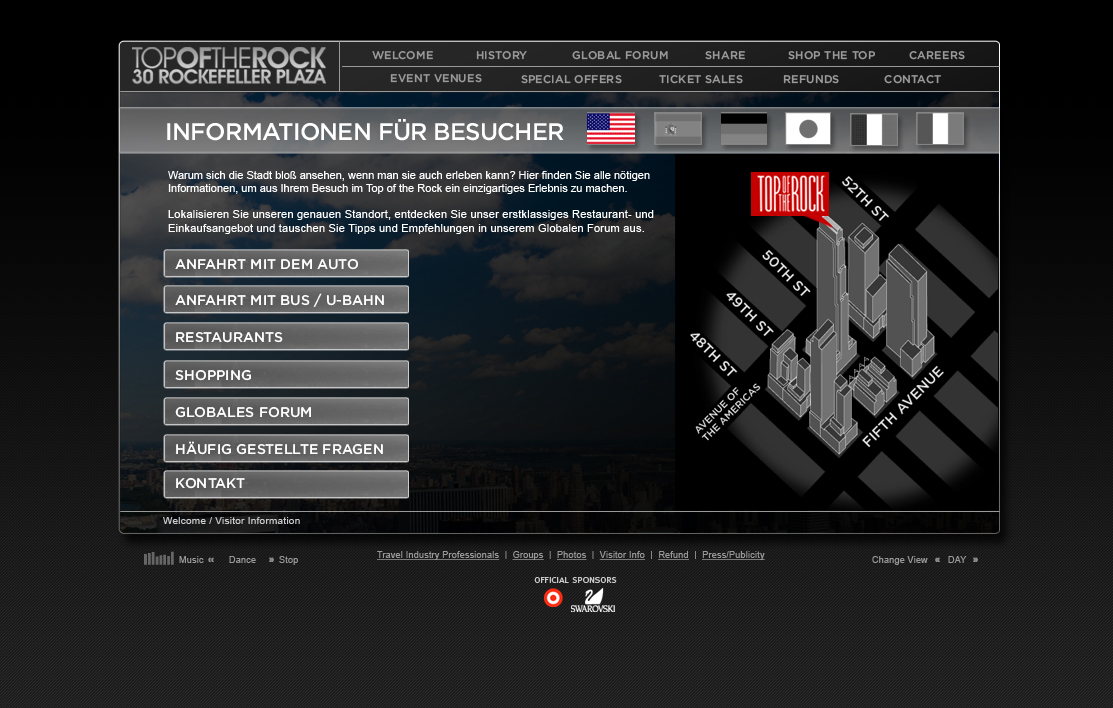 TOPOFTHEROCK
30 ROCKEFELLER PLAZA
WELCOME HISTORY GLOBAL FORUM SHARE SHOP THE TOP CAREERS
EVENT VENUES SPECIAL OFFERS TICKET SALES REFUNDS CONTACT
INFORMATIONEN FÜR BESUCHER
Warum sich die Stadt bloß ansehen, wenn man sie auch erleben kann? Hier finden Sie alle nötigen
Informationen, um aus Ihrem Besuch im Top of the Rock ein einzigartiges Erlebnis zu machen.
Lokalisieren Sie unseren genauen Standort, entdecken Sie unser erstklassiges Restaurant- und
Einkaufsangebot und tauschen Sie Tipps und Empfehlungen in unserem Globalen Forum aus.
ANFAHRT MIT DEM AUTO
ANFAHRT MIT BUS / U-BAHN
RESTAURANTS
SHOPPING
GLOBALES FORUM
HÄUFIG GESTELLTE FRAGEN
KONTAKT
TOP OF THE ROCK
52TH ST
50TH ST
49TH ST
48TH ST
AVENUE OF
THE AMERICAS
FIFTH AVENUE
Welcome / Visitor Information
Music « Dance » Stop
Travel Industry Professionals | Groups | Photos | Visitor Info | Refund | Press/Publicity
Change View « DAY »
OFFICIAL SPONSORS
SWAROVSKI